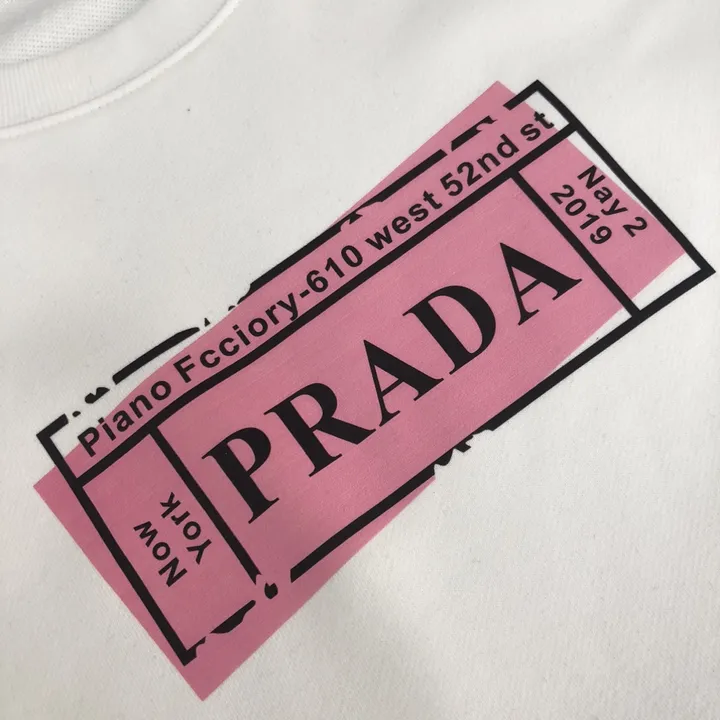 Piano Fcciory-610 west 52nd st
Now
York
PRADA
Nay 2
2019